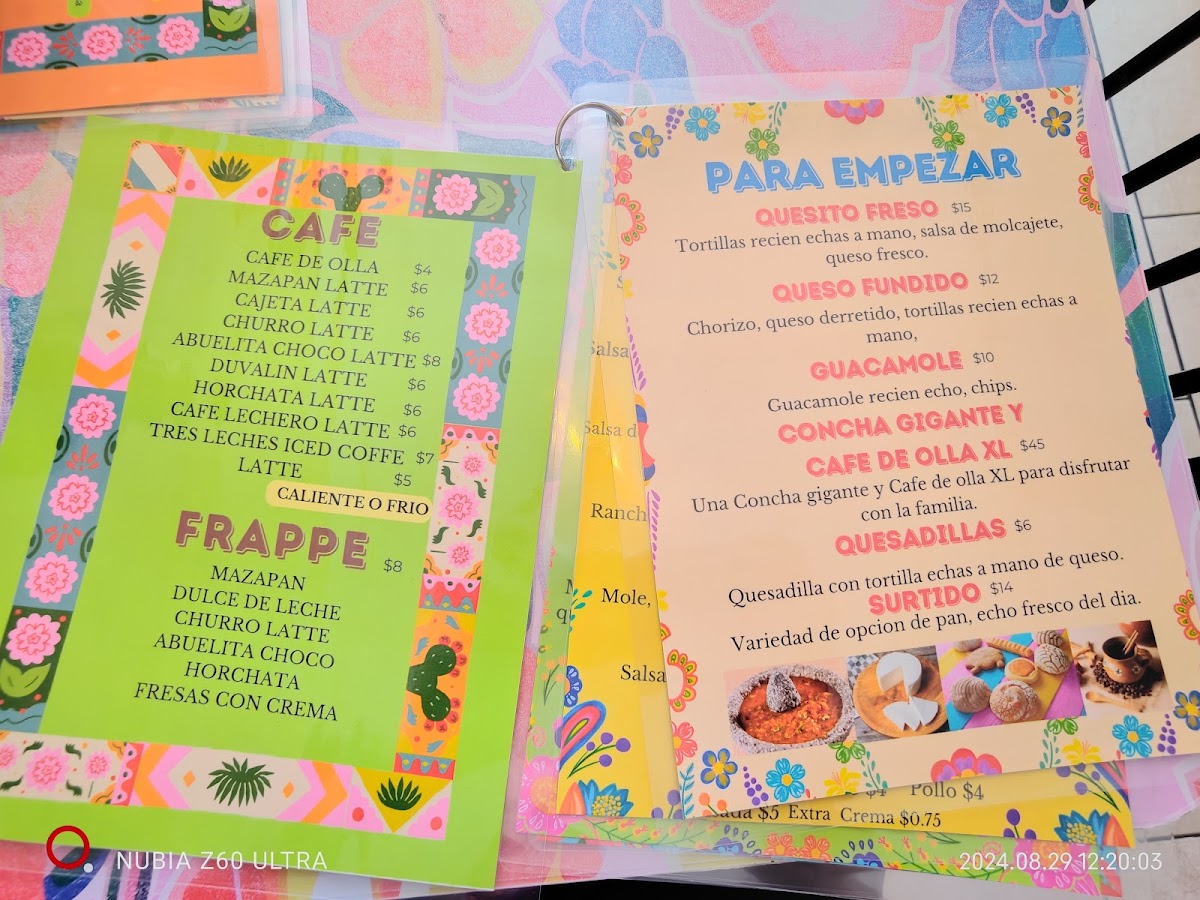 CAFE
CAFE DE OLLA $4
MAZAPAN LATTE $6
CAJETA LATTE $6
CHURRO LATTE $6
ABUELITA CHOCO LATTE $8
DUVALIN LATTE $6
HORCHATA LATTE $6
CAFE LECHERO LATTE $6
TRES LECHES ICED COFFE $7
LATTE $5
CALIENTE O FRIO
FRAPPE $8
MAZAPAN
DULCE DE LECHE
CHURRO LATTE
ABUELITA CHOCO
HORCHATA
FRESAS CON CREMA
Salsa
Salsa d
Ranch
Mole,
Salsa
PARA EMPEZAR
QUESITO FRESO $15
Tortillas recien echas a mano, salsa de molcajete,
queso fresco.
QUESO FUNDIDO $12
Chorizo, queso derretido, tortillas recien echas a
mano,
GUACAMOLE $10
Guacamole recien echo, chips.
CONCHA GIGANTE Y
CAFE DE OLLA XL $45
Una Concha gigante y Cafe de olla XL para disfrutar
con la familia.
QUESADILLAS $6
Quesadilla con tortilla echas a mano de queso.
SURTIDO $14
Variedad de opcion de pan, echo fresco del dia.
$4 Pollo $4
$5 Extra Crema $0.75
NUBIA Z60 ULTRA
2024.08.29 12:20:03